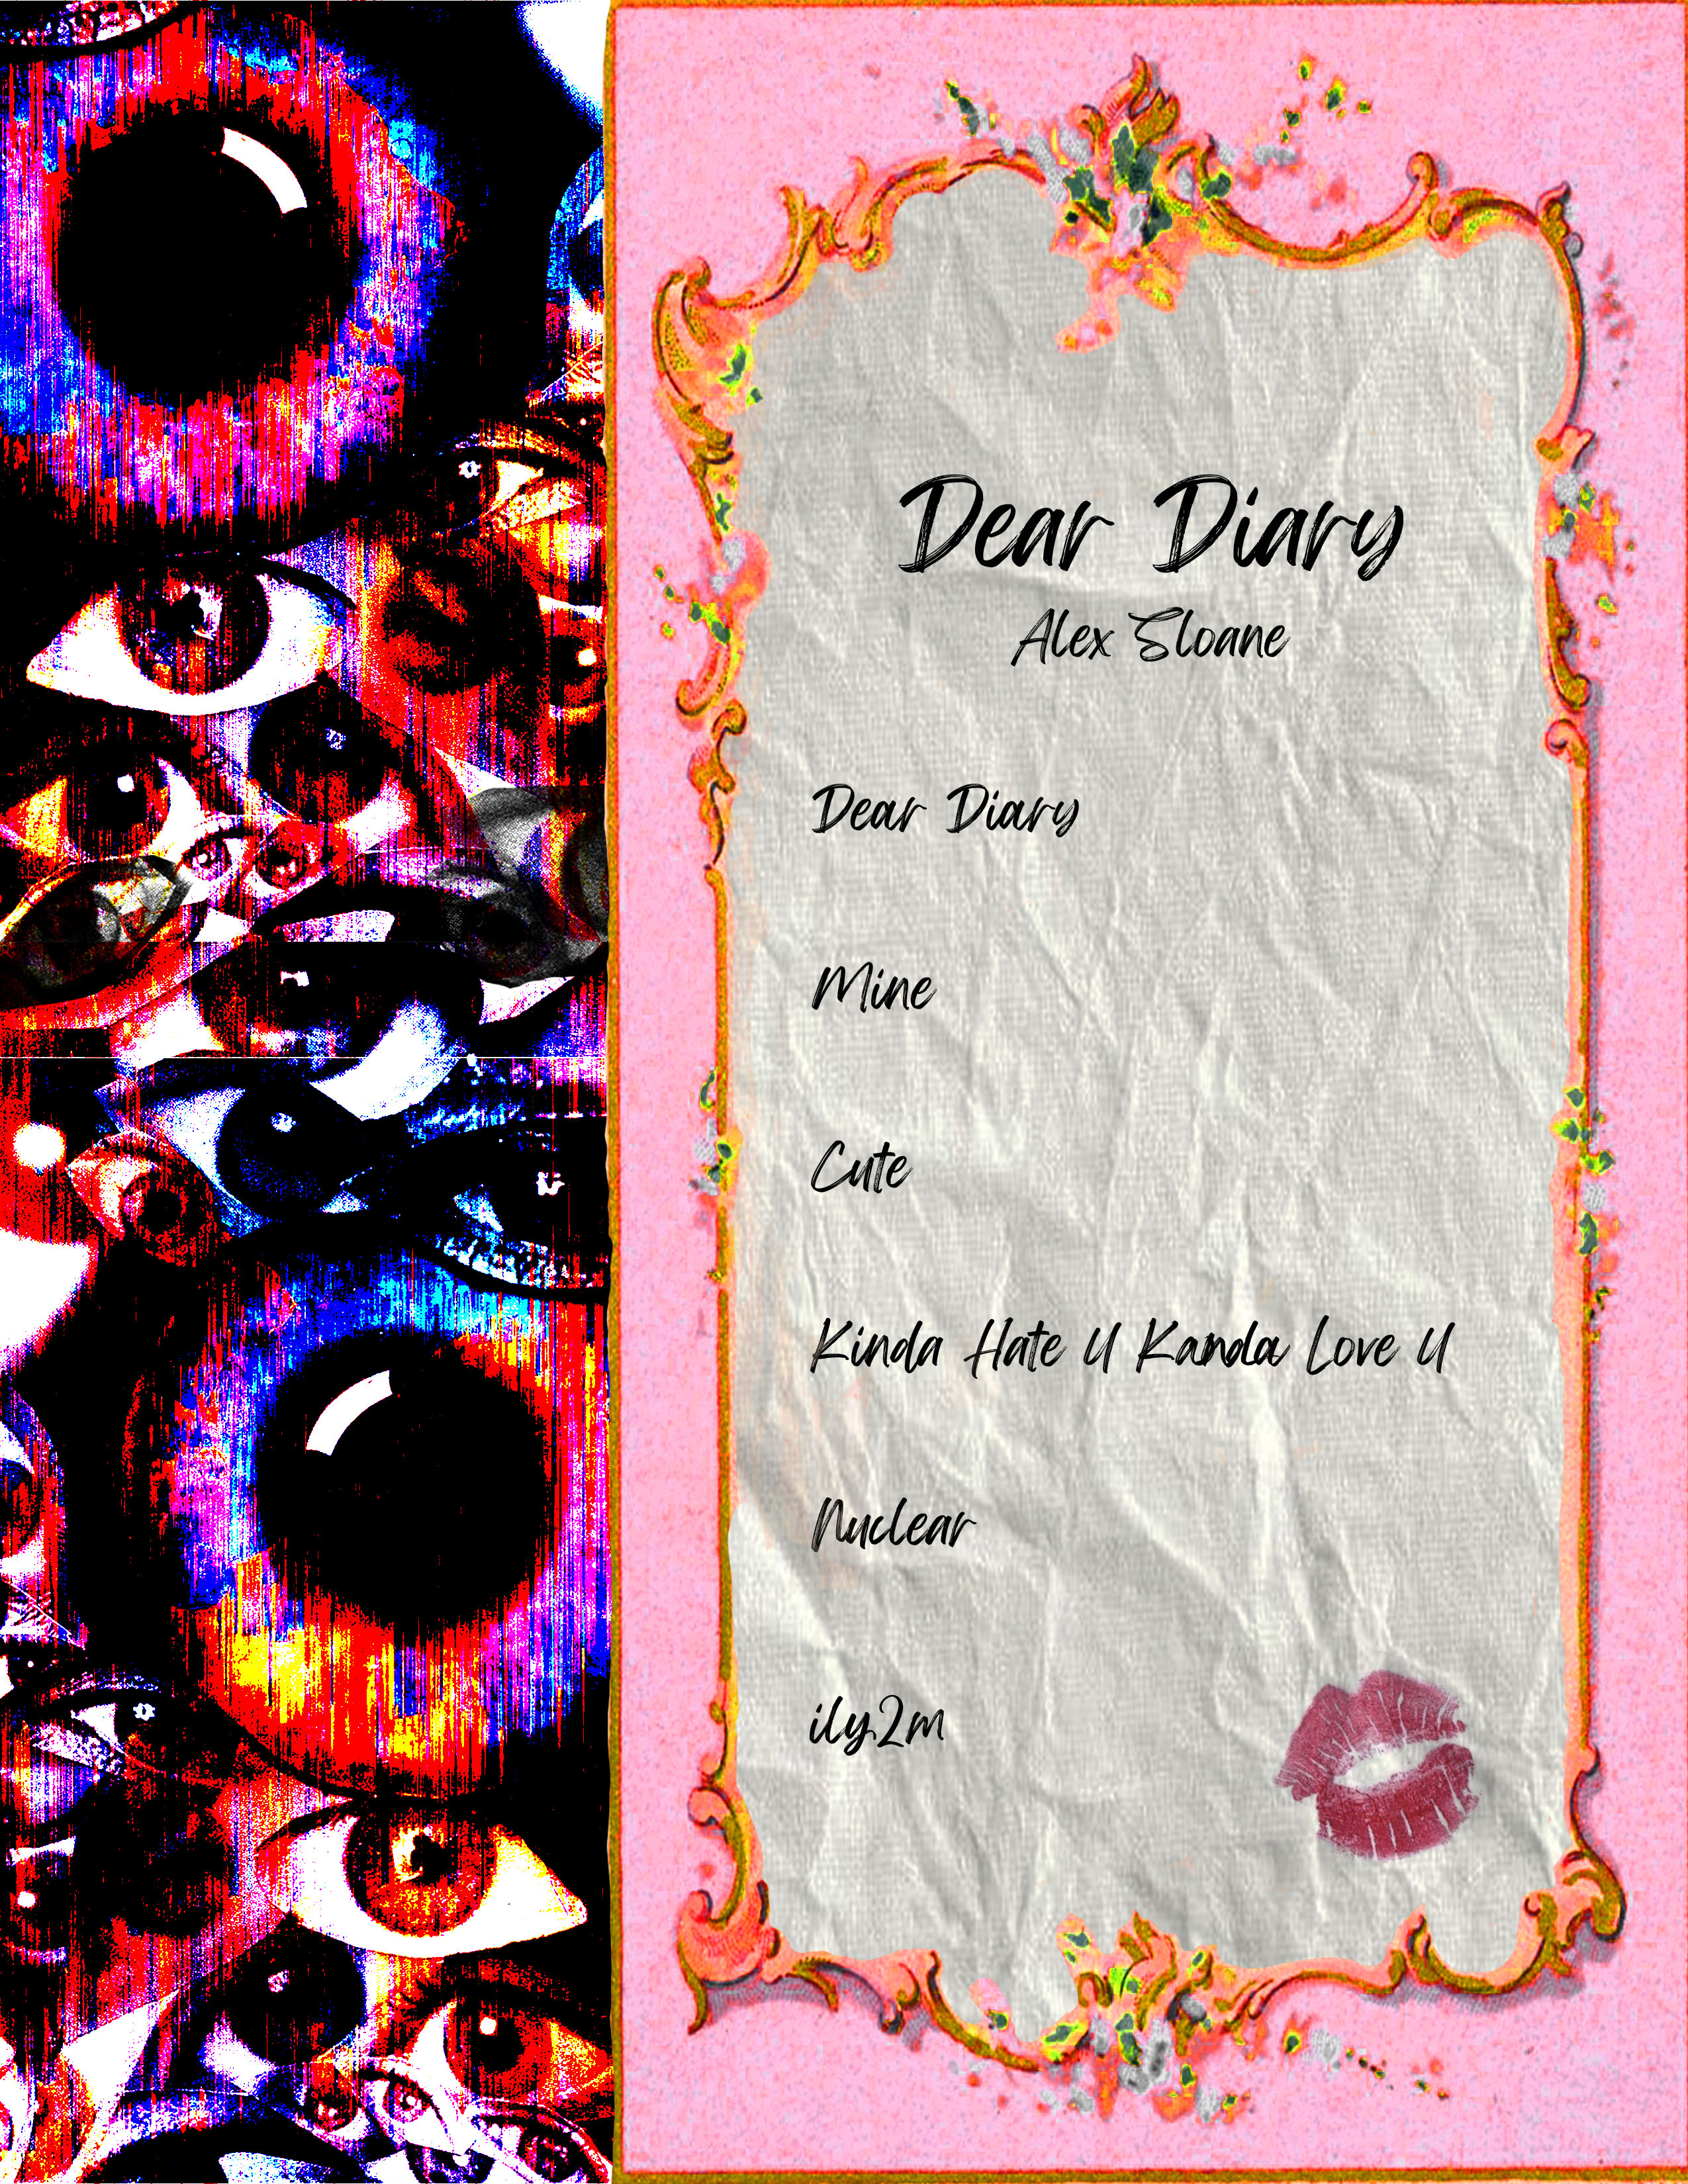 Dear Diary
Alex Sloane
Dear Diary
Mine
Cute
Kinda Hate U Kanda Love U
Nuclear
ily2m